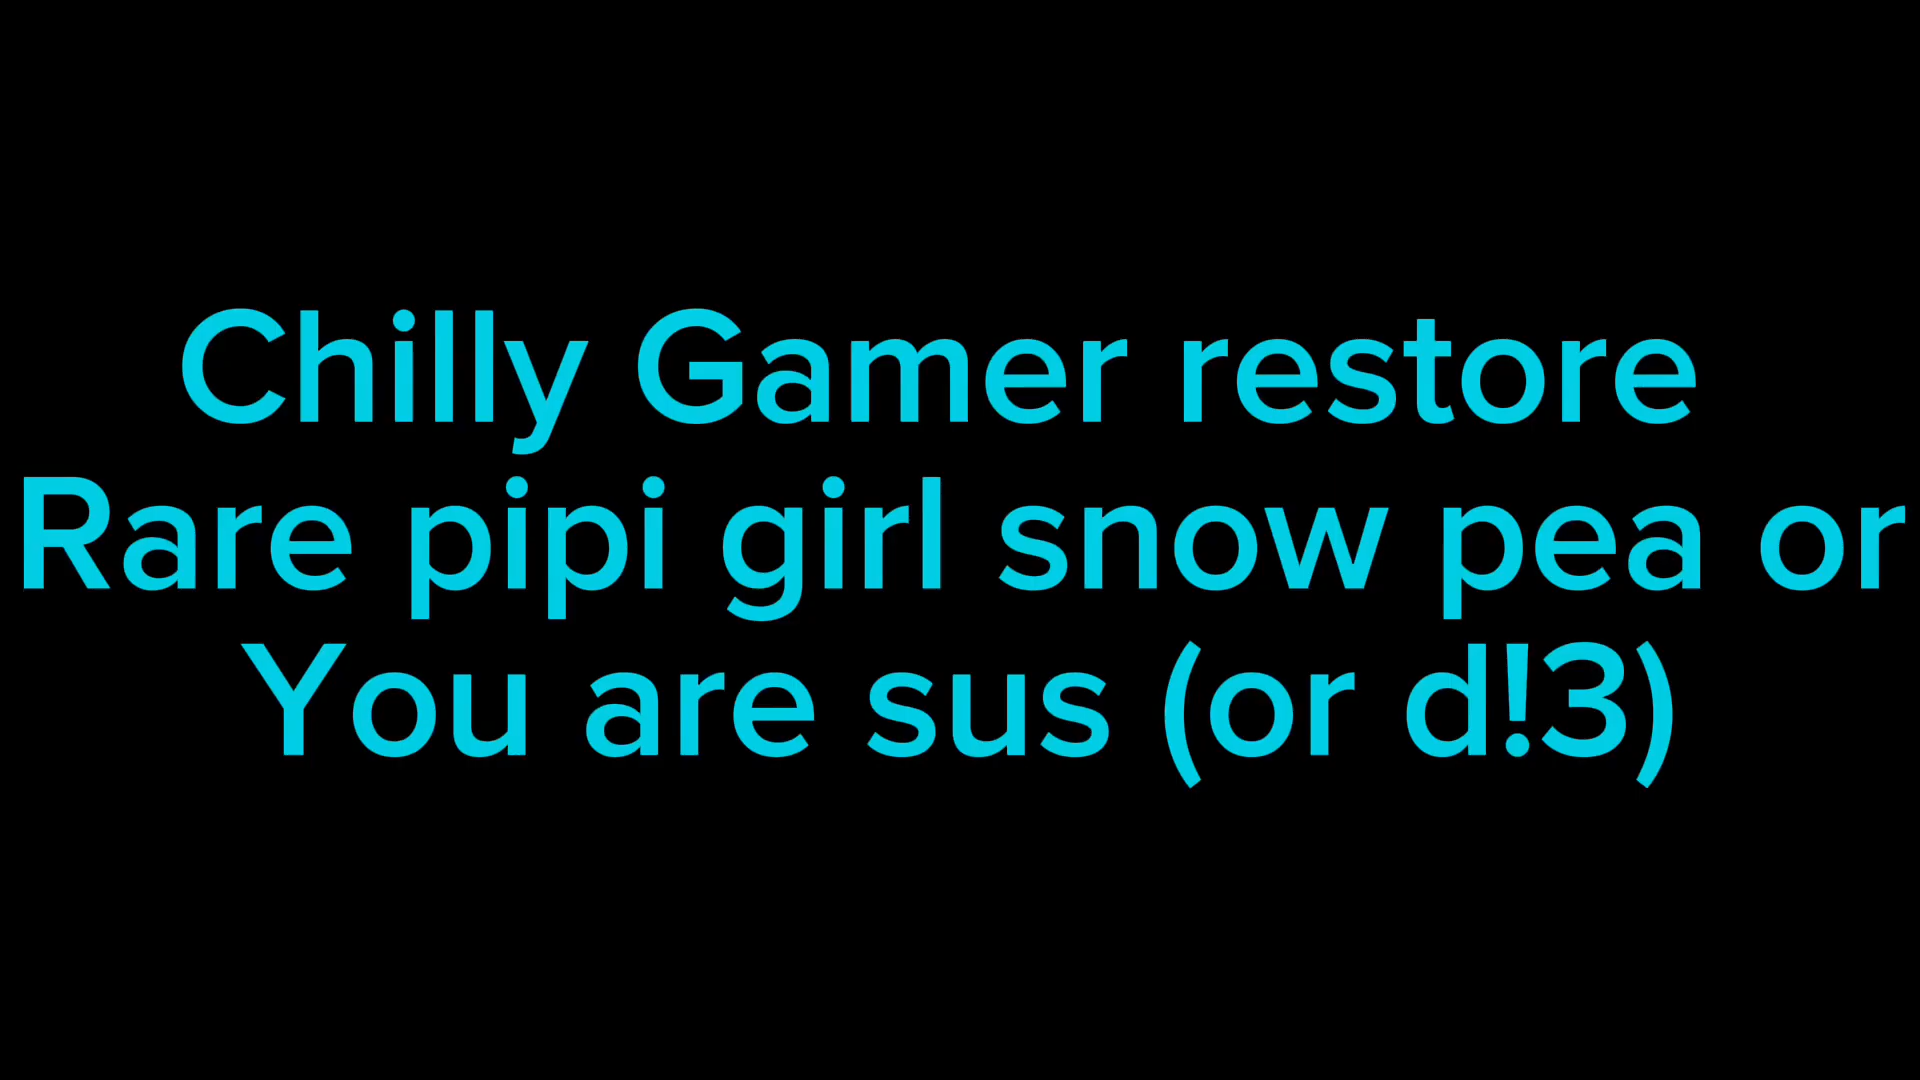 Chilly Gamer restore
Rare pipi girl snow pea or
You are sus (or d!3)